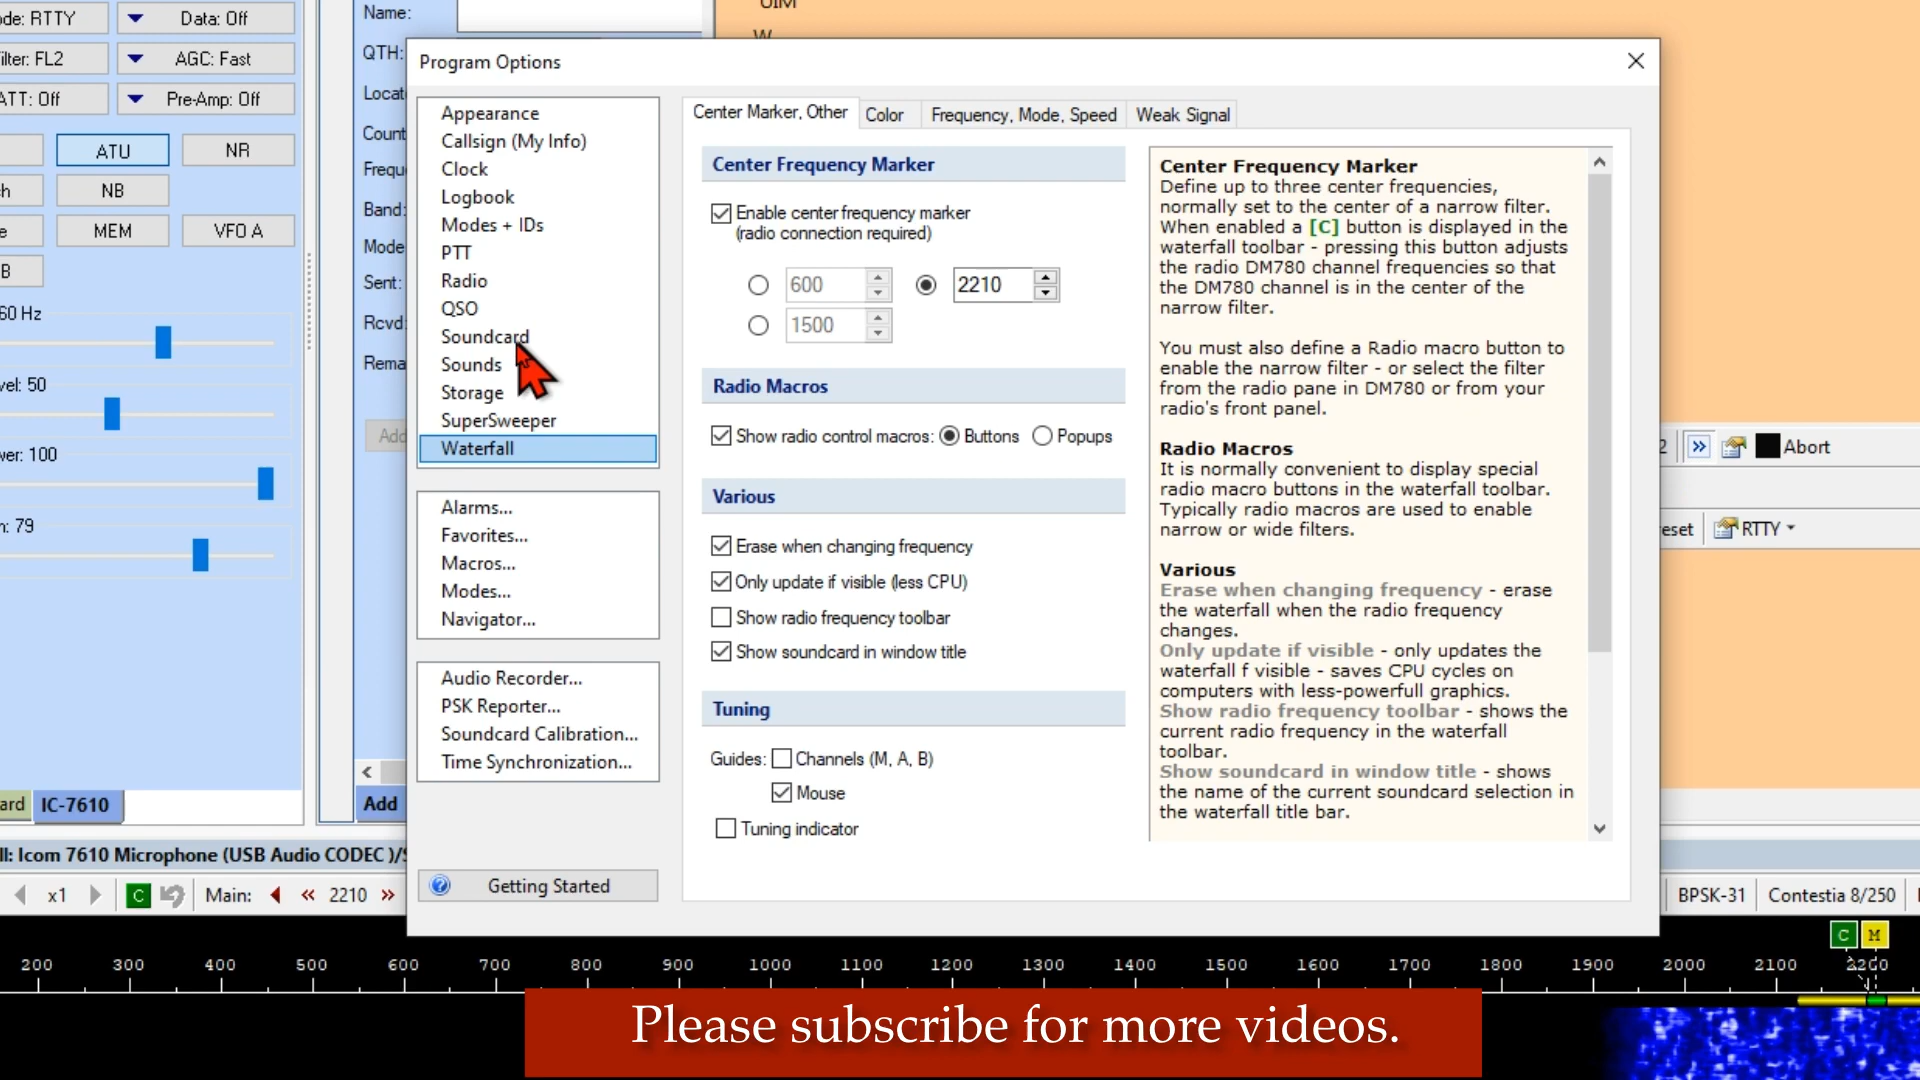 ode: RTTY
Data: Off
ilter: FL2
AGC: Fast
ATT: Off
Pre-Amp: Off
ATU
NR
ch
NB
e
MEM
VFO A
B
60 Hz
vel: 50
wer: 100
n: 79
ard
IC-7610
Name:
QTH:
Locat
Count
Frequ
Band:
Mode
Sent:
Rcvd:
Rema
Add
Add
Program Options
Appearance
Callsign (My Info)
Clock
Logbook
Modes + IDs
PTT
Radio
QSO
Soundcard
Sounds
Storage
SuperSweeper
Waterfall
Alarms...
Favorites...
Macros...
Modes...
Navigator...
Audio Recorder...
PSK Reporter...
Soundcard Calibration...
Time Synchronization...
Getting Started
Center Marker, Other
Color
Frequency, Mode, Speed
Weak Signal
Center Frequency Marker
Enable center frequency marker
(radio connection required)
600
2210
1500
Radio Macros
Show radio control macros:
Buttons
Popups
Various
Erase when changing frequency
Only update if visible (less CPU)
Show radio frequency toolbar
Show soundcard in window title
Tuning
Guides:
Channels (M, A, B)
Mouse
Tuning indicator
Center Frequency Marker
Define up to three center frequencies,
normally set to the center of a narrow filter.
When enabled a [C] button is displayed in the
waterfall toolbar - pressing this button adjusts
the radio DM780 channel frequencies so that
the DM780 channel is in the center of the
narrow filter.
You must also define a Radio macro button to
enable the narrow filter - or select the filter
from the radio pane in DM780 or from your
radio's front panel.
Radio Macros
It is normally convenient to display special
radio macro buttons in the waterfall toolbar.
Typically radio macros are used to enable
narrow or wide filters.
Various
Erase when changing frequency - erase
the waterfall when the radio frequency
changes.
Only update if visible - only updates the
waterfall f visible - saves CPU cycles on
computers with less-powerfull graphics.
Show radio frequency toolbar - shows the
current radio frequency in the waterfall
toolbar.
Show soundcard in window title - shows
the name of the current soundcard selection in
the waterfall title bar.
2
Abort
eset
RTTY
ll: Icom 7610 Microphone (USB Audio CODEC )/S
x1
C
Main:
2210
BPSK-31
Contestia 8/250
C
M
200 300 400 500 600 700 800 900 1000 1100 1200 1300 1400 1500 1600 1700 1800 1900 2000 2100 2200
Please subscribe for more videos.